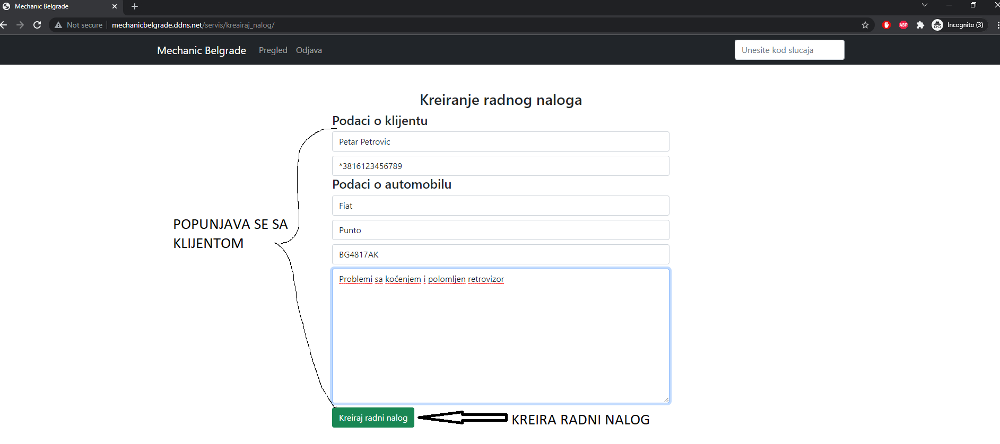 Mechanic Belgrade
Not secure mechanicbelgrade.ddns.net/servis/kreairaj_nalog/
ABP
Incognito (3)
Mechanic Belgrade Pregled Odjava Unesite kod slucaja
Kreiranje radnog naloga
Podaci o klijentu
Petar Petrovic
*3816123456789
Podaci o automobilu
Fiat
Punto
BG4817AK
Problemi sa kočenjem i polomljen retrovizor
POPUNJAVA SE SA
KLIJENTOM
Kreiraj radni nalog
KREIRA RADNI NALOG